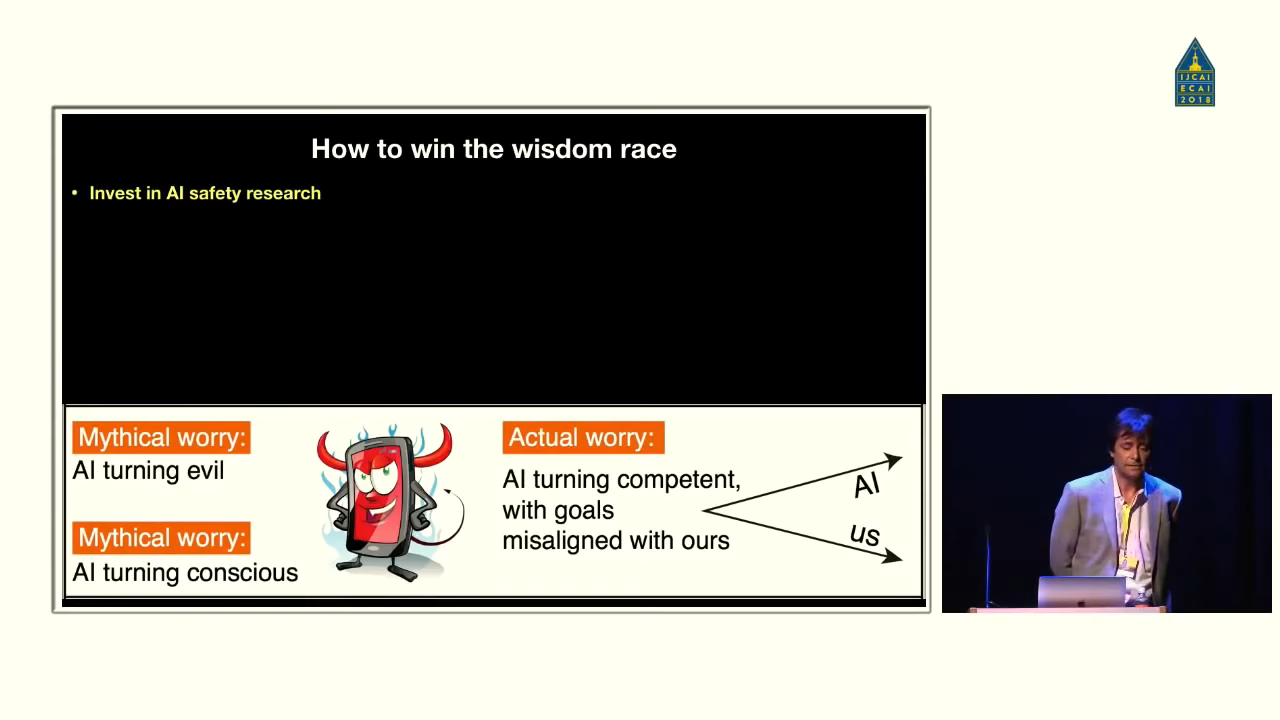 IJCAI
ECAI
2018
How to win the wisdom race
• Invest in AI safety research
Mythical worry:
AI turning evil
Mythical worry:
AI turning conscious
Actual worry:
AI turning competent,
with goals
misaligned with ours
AI
us